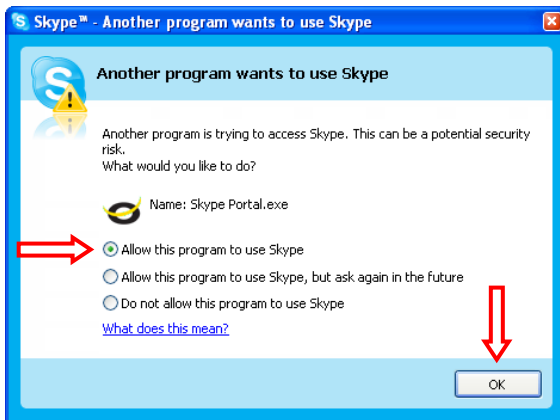 Skype™ - Another program wants to use Skype
Another program wants to use Skype
Another program is trying to access Skype. This can be a potential security
risk.
What would you like to do?
Name: Skype Portal.exe
Allow this program to use Skype
Allow this program to use Skype, but ask again in the future
Do not allow this program to use Skype
What does this mean?
OK